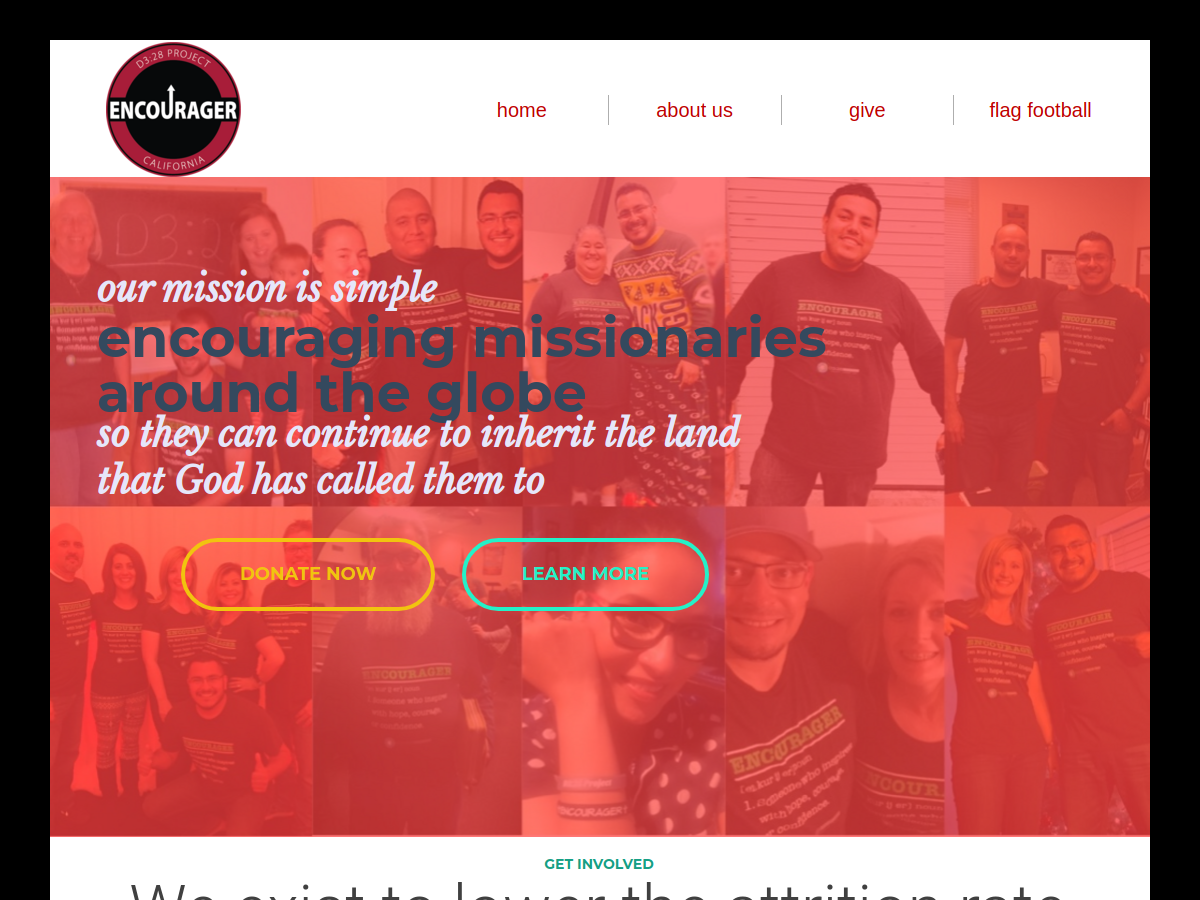 D3:28 PROJECT
ENCOURAGER
CALIFORNIA
home
about us
give
flag football
our mission is simple
encouraging missionaries
around the globe
so they can continue to inherit the land
that God has called them to
DONATE NOW
LEARN MORE
ENCOURAGER
GET INVOLVED
We exist to lower the attrition rate